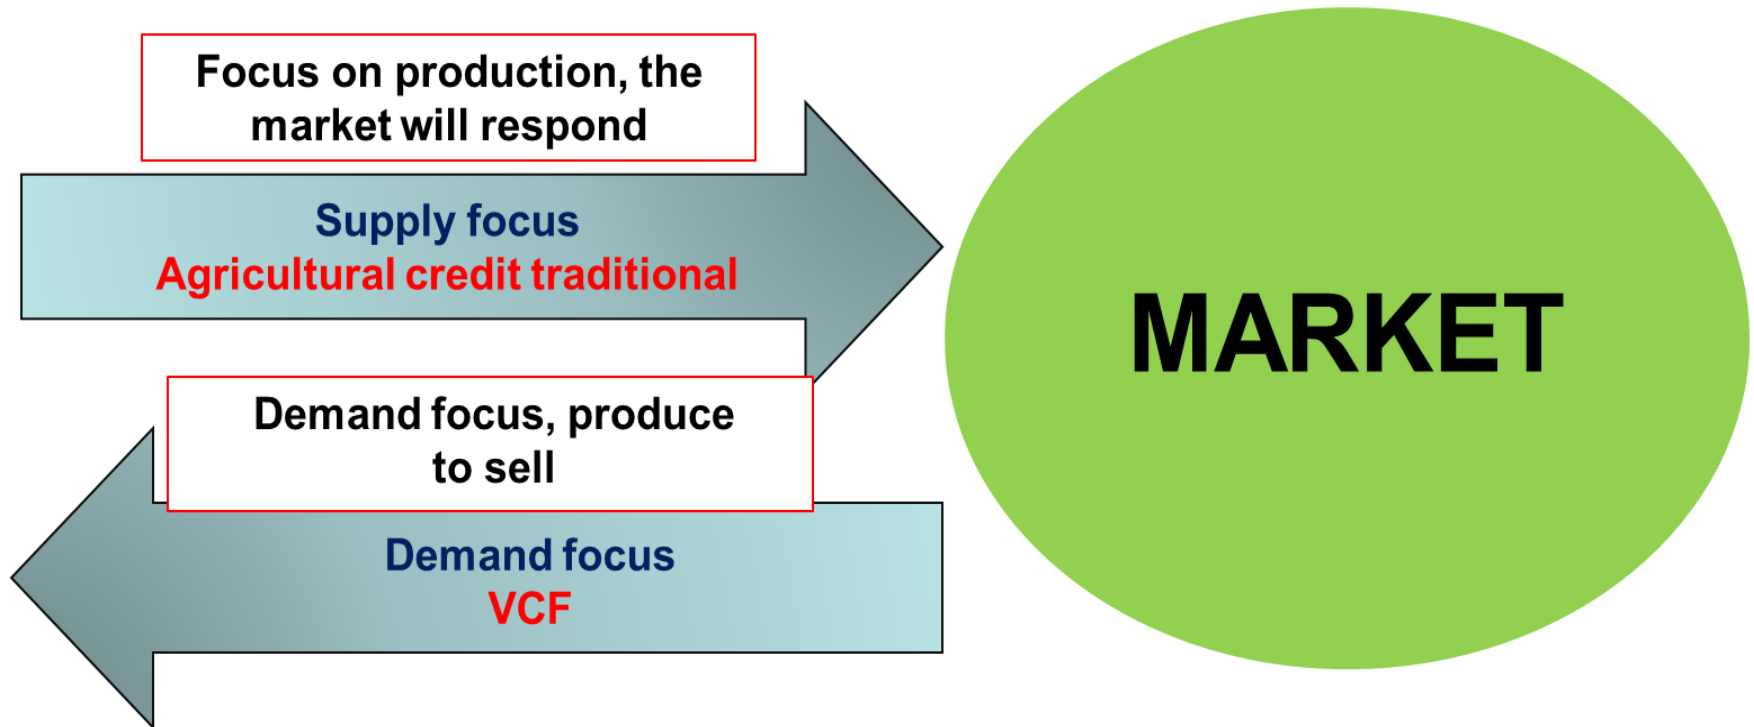 Focus on production, the
market will respond
Supply focus
Agricultural credit traditional
Demand focus, produce
to sell
Demand focus
VCF
MARKET